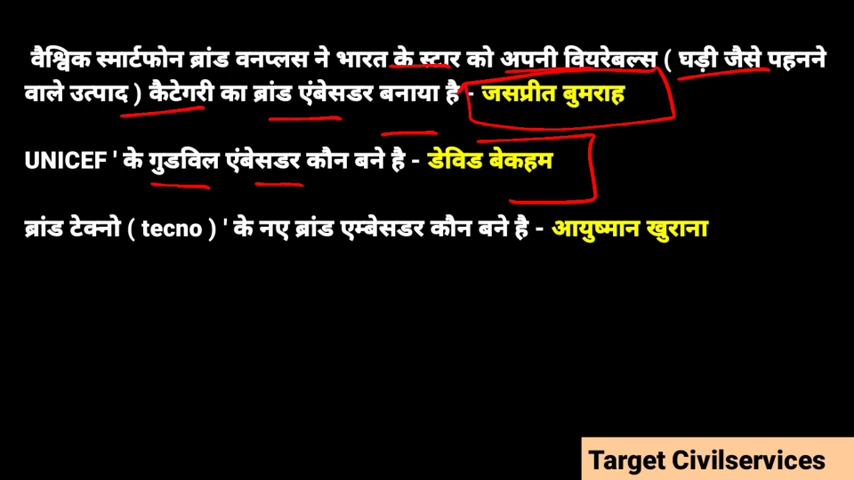 वैश्विक स्मार्टफोन ब्रांड वनप्लस ने भारत के स्टार को अपनी वियरेबल्स ( घड़ी जैसे पहनने
वाले उत्पाद ) कैटेगरी का ब्रांड एंबेसडर बनाया है - जसप्रीत बुमराह
UNICEF ' के गुडविल एंबेसडर कौन बने है - डेविड बेकहम
ब्रांड टेक्नो ( tecno ) ' के नए ब्रांड एम्बेसडर कौन बने है - आयुष्मान खुराना
Target Civilservices